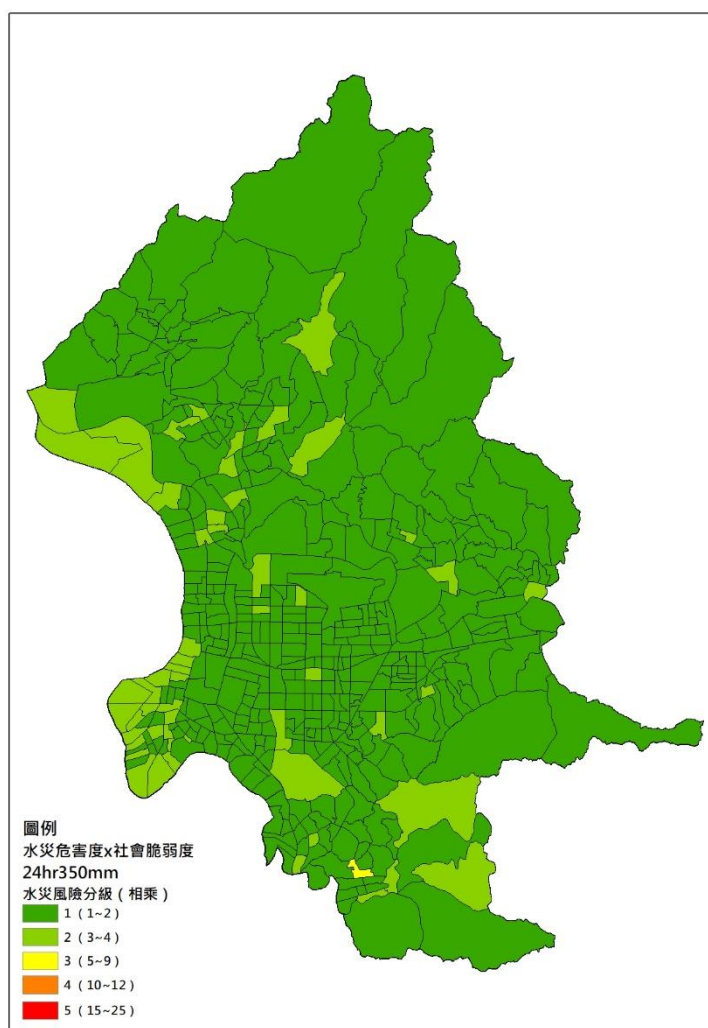 圖例
水災危害度x社會脆弱度
24hr350mm
水災風險分級（相乘）
1（1~2）
2（3~4）
3（5~9）
4（10~12）
5（15~25）